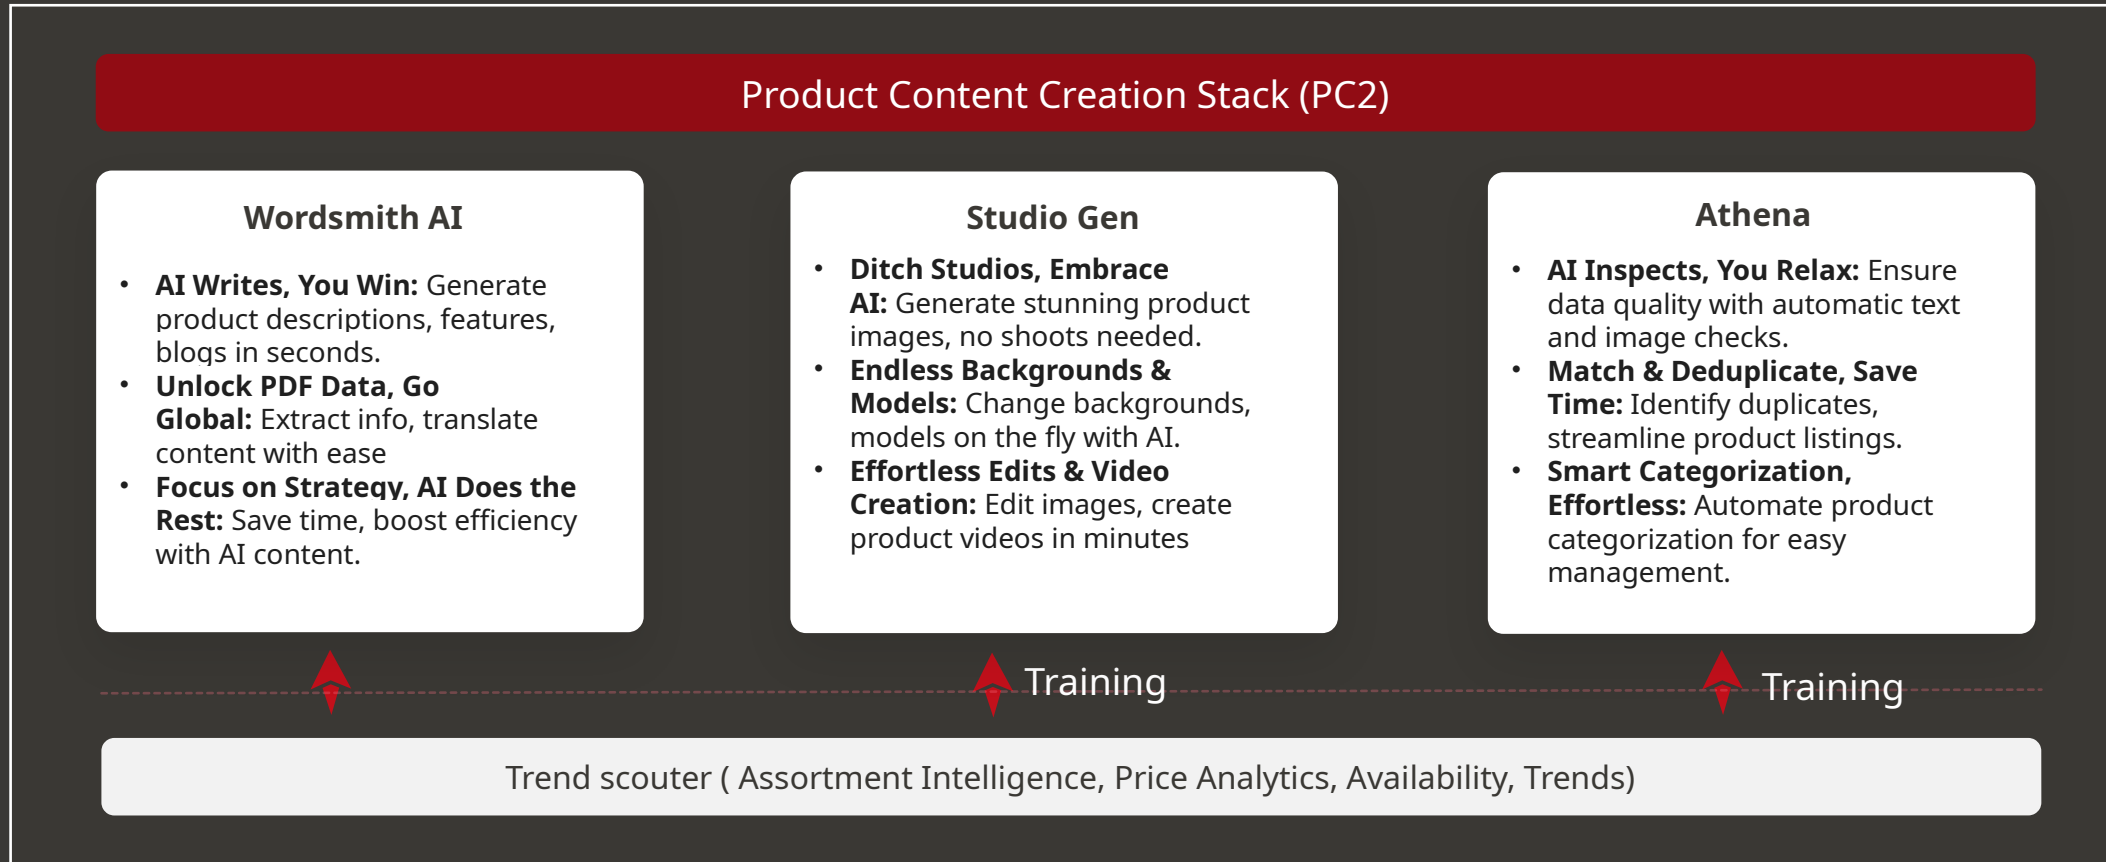 Product Content Creation Stack (PC2)
Wordsmith AI
• AI Writes, You Win: Generate
product descriptions, features,
blogs in seconds.
• Unlock PDF Data, Go
Global: Extract info, translate
content with ease
• Focus on Strategy, AI Does the
Rest: Save time, boost efficiency
with AI content.
Studio Gen
• Ditch Studios, Embrace
AI: Generate stunning product
images, no shoots needed.
• Endless Backgrounds &
Models: Change backgrounds,
models on the fly with AI.
• Effortless Edits & Video
Creation: Edit images, create
product videos in minutes
Athena
• AI Inspects, You Relax: Ensure
data quality with automatic text
and image checks.
• Match & Deduplicate, Save
Time: Identify duplicates,
streamline product listings.
• Smart Categorization,
Effortless: Automate product
categorization for easy
management.
Training
Training
Trend scouter ( Assortment Intelligence, Price Analytics, Availability, Trends)